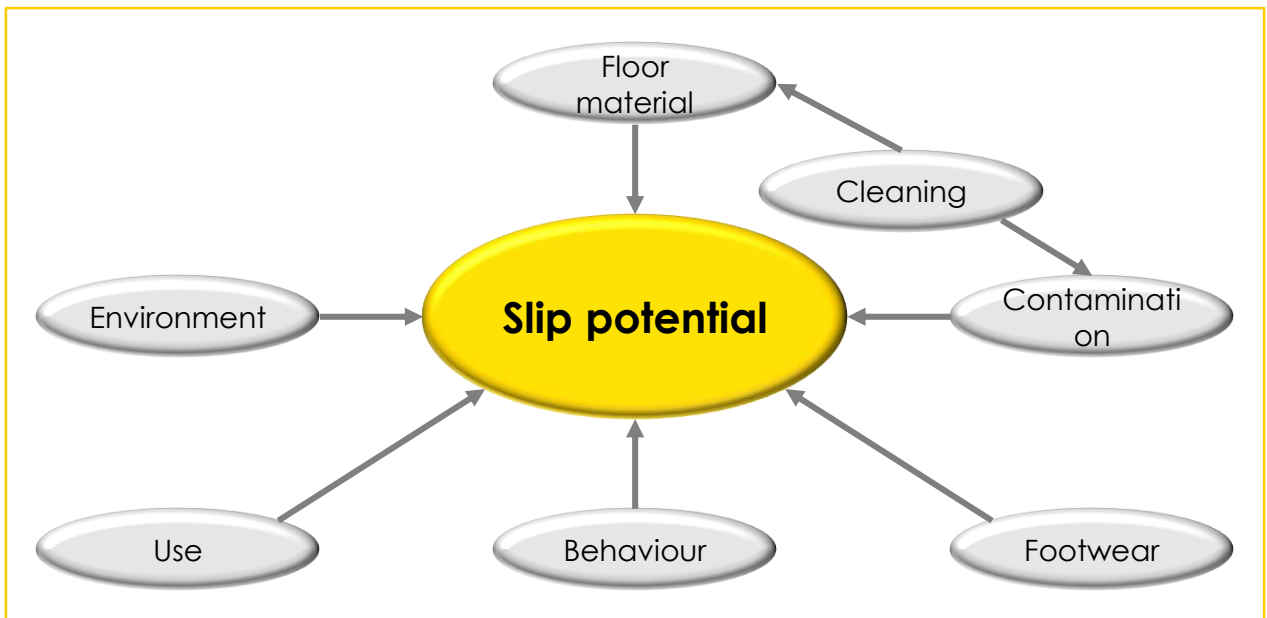 Floor
material
Cleaning
Environment
Slip potential
Contaminati
on
Use
Behaviour
Footwear